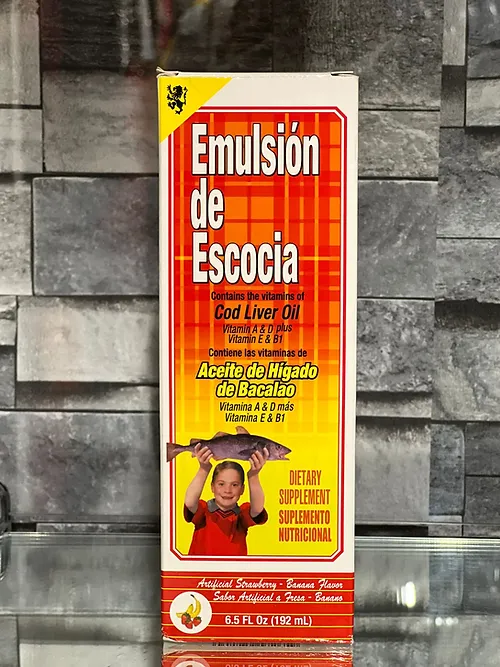 Emulsión
de
Escocia
Contains the vitamins of
Cod Liver Oil
Vitamin A & D plus
Vitamin E & B1
Contiene las vitaminas de
Aceite de Hígado
de Bacalao
Vitamina A & D más
Vitamina E & B1
DIETARY
SUPPLEMENT
SUPLEMENTO
NUTRICIONAL
Artificial Strawberry - Banana Flavor
Sabor Artificial a Fresa - Banano
6.5 FL Oz (192 mL)